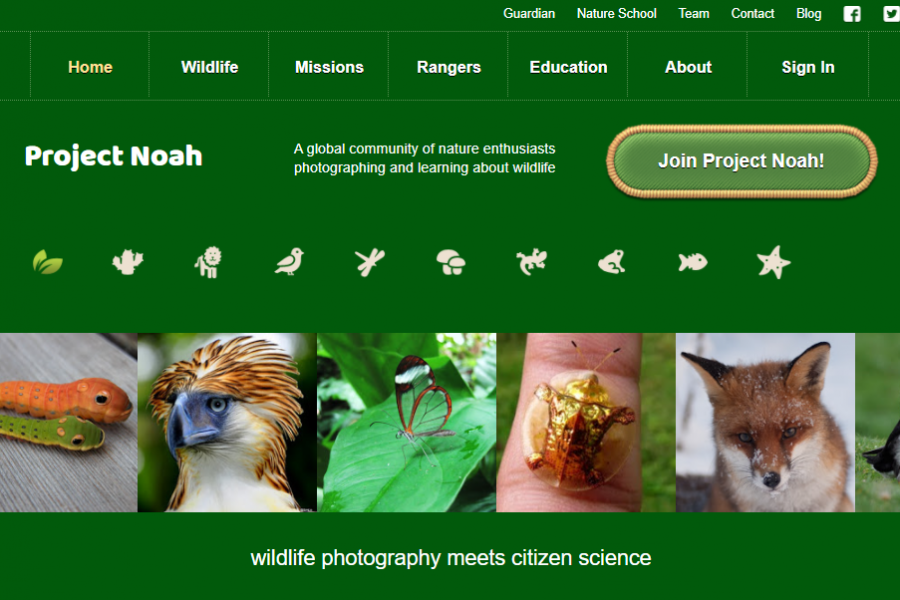 Guardian Nature School Team Contact Blog
Home Wildlife Missions Rangers Education About Sign In
Project Noah
A global community of nature enthusiasts
photographing and learning about wildlife
Join Project Noah!
wildlife photography meets citizen science